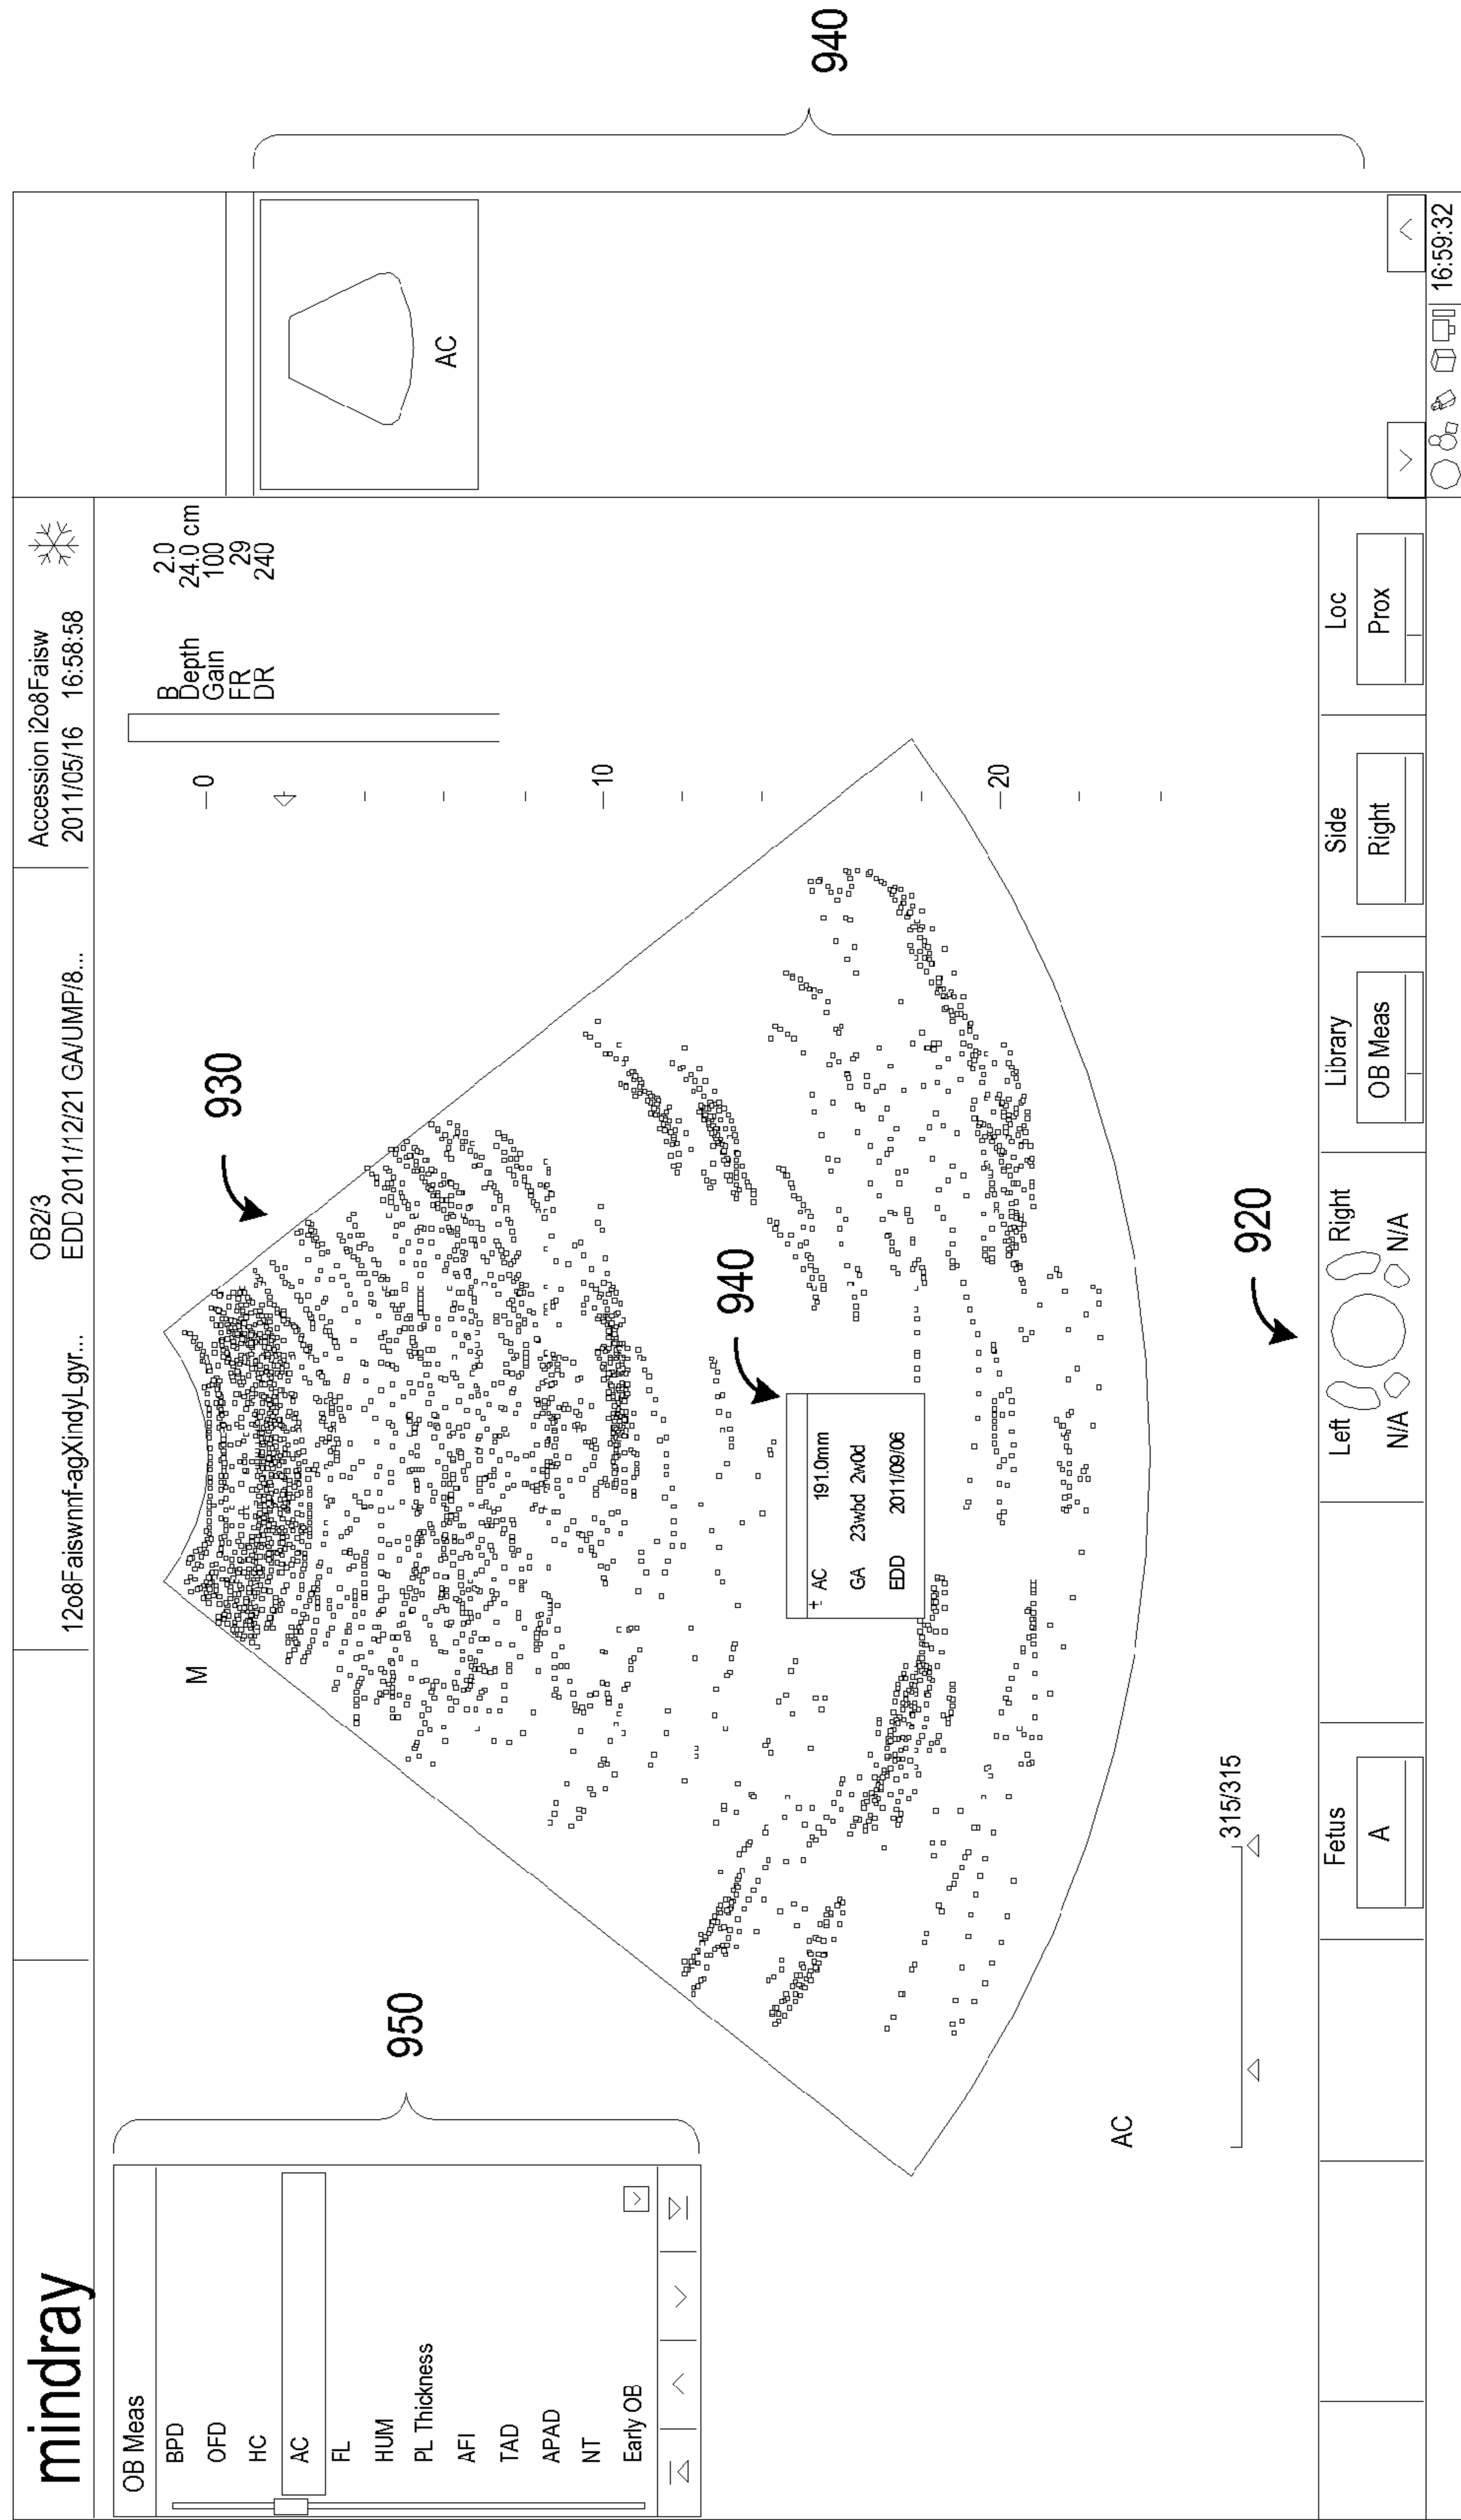 mindray
12o8Faiswnnf-agXindyLgyr...
OB2/3
EDD 2011/12/21 GA/UMP/8...
Accession i2o8Faisw
2011/05/16 16:58:58
OB Meas
BPD
OFD
HC
AC
FL
HUM
PL Thickness
AFI
TAD
APAD
NT
Early OB
950
M
930
B 2.0
Depth 24.0 cm
Gain 100
FR 29
DR 240
0
10
20
940
+ AC 191.0mm
GA 23wbd 2w0d
EDD 2011/09/06
AC
315/315
920
AC
940
Fetus
A
Left
Right
N/A
N/A
Library
OB Meas
Side
Right
Loc
Prox
16:59:32